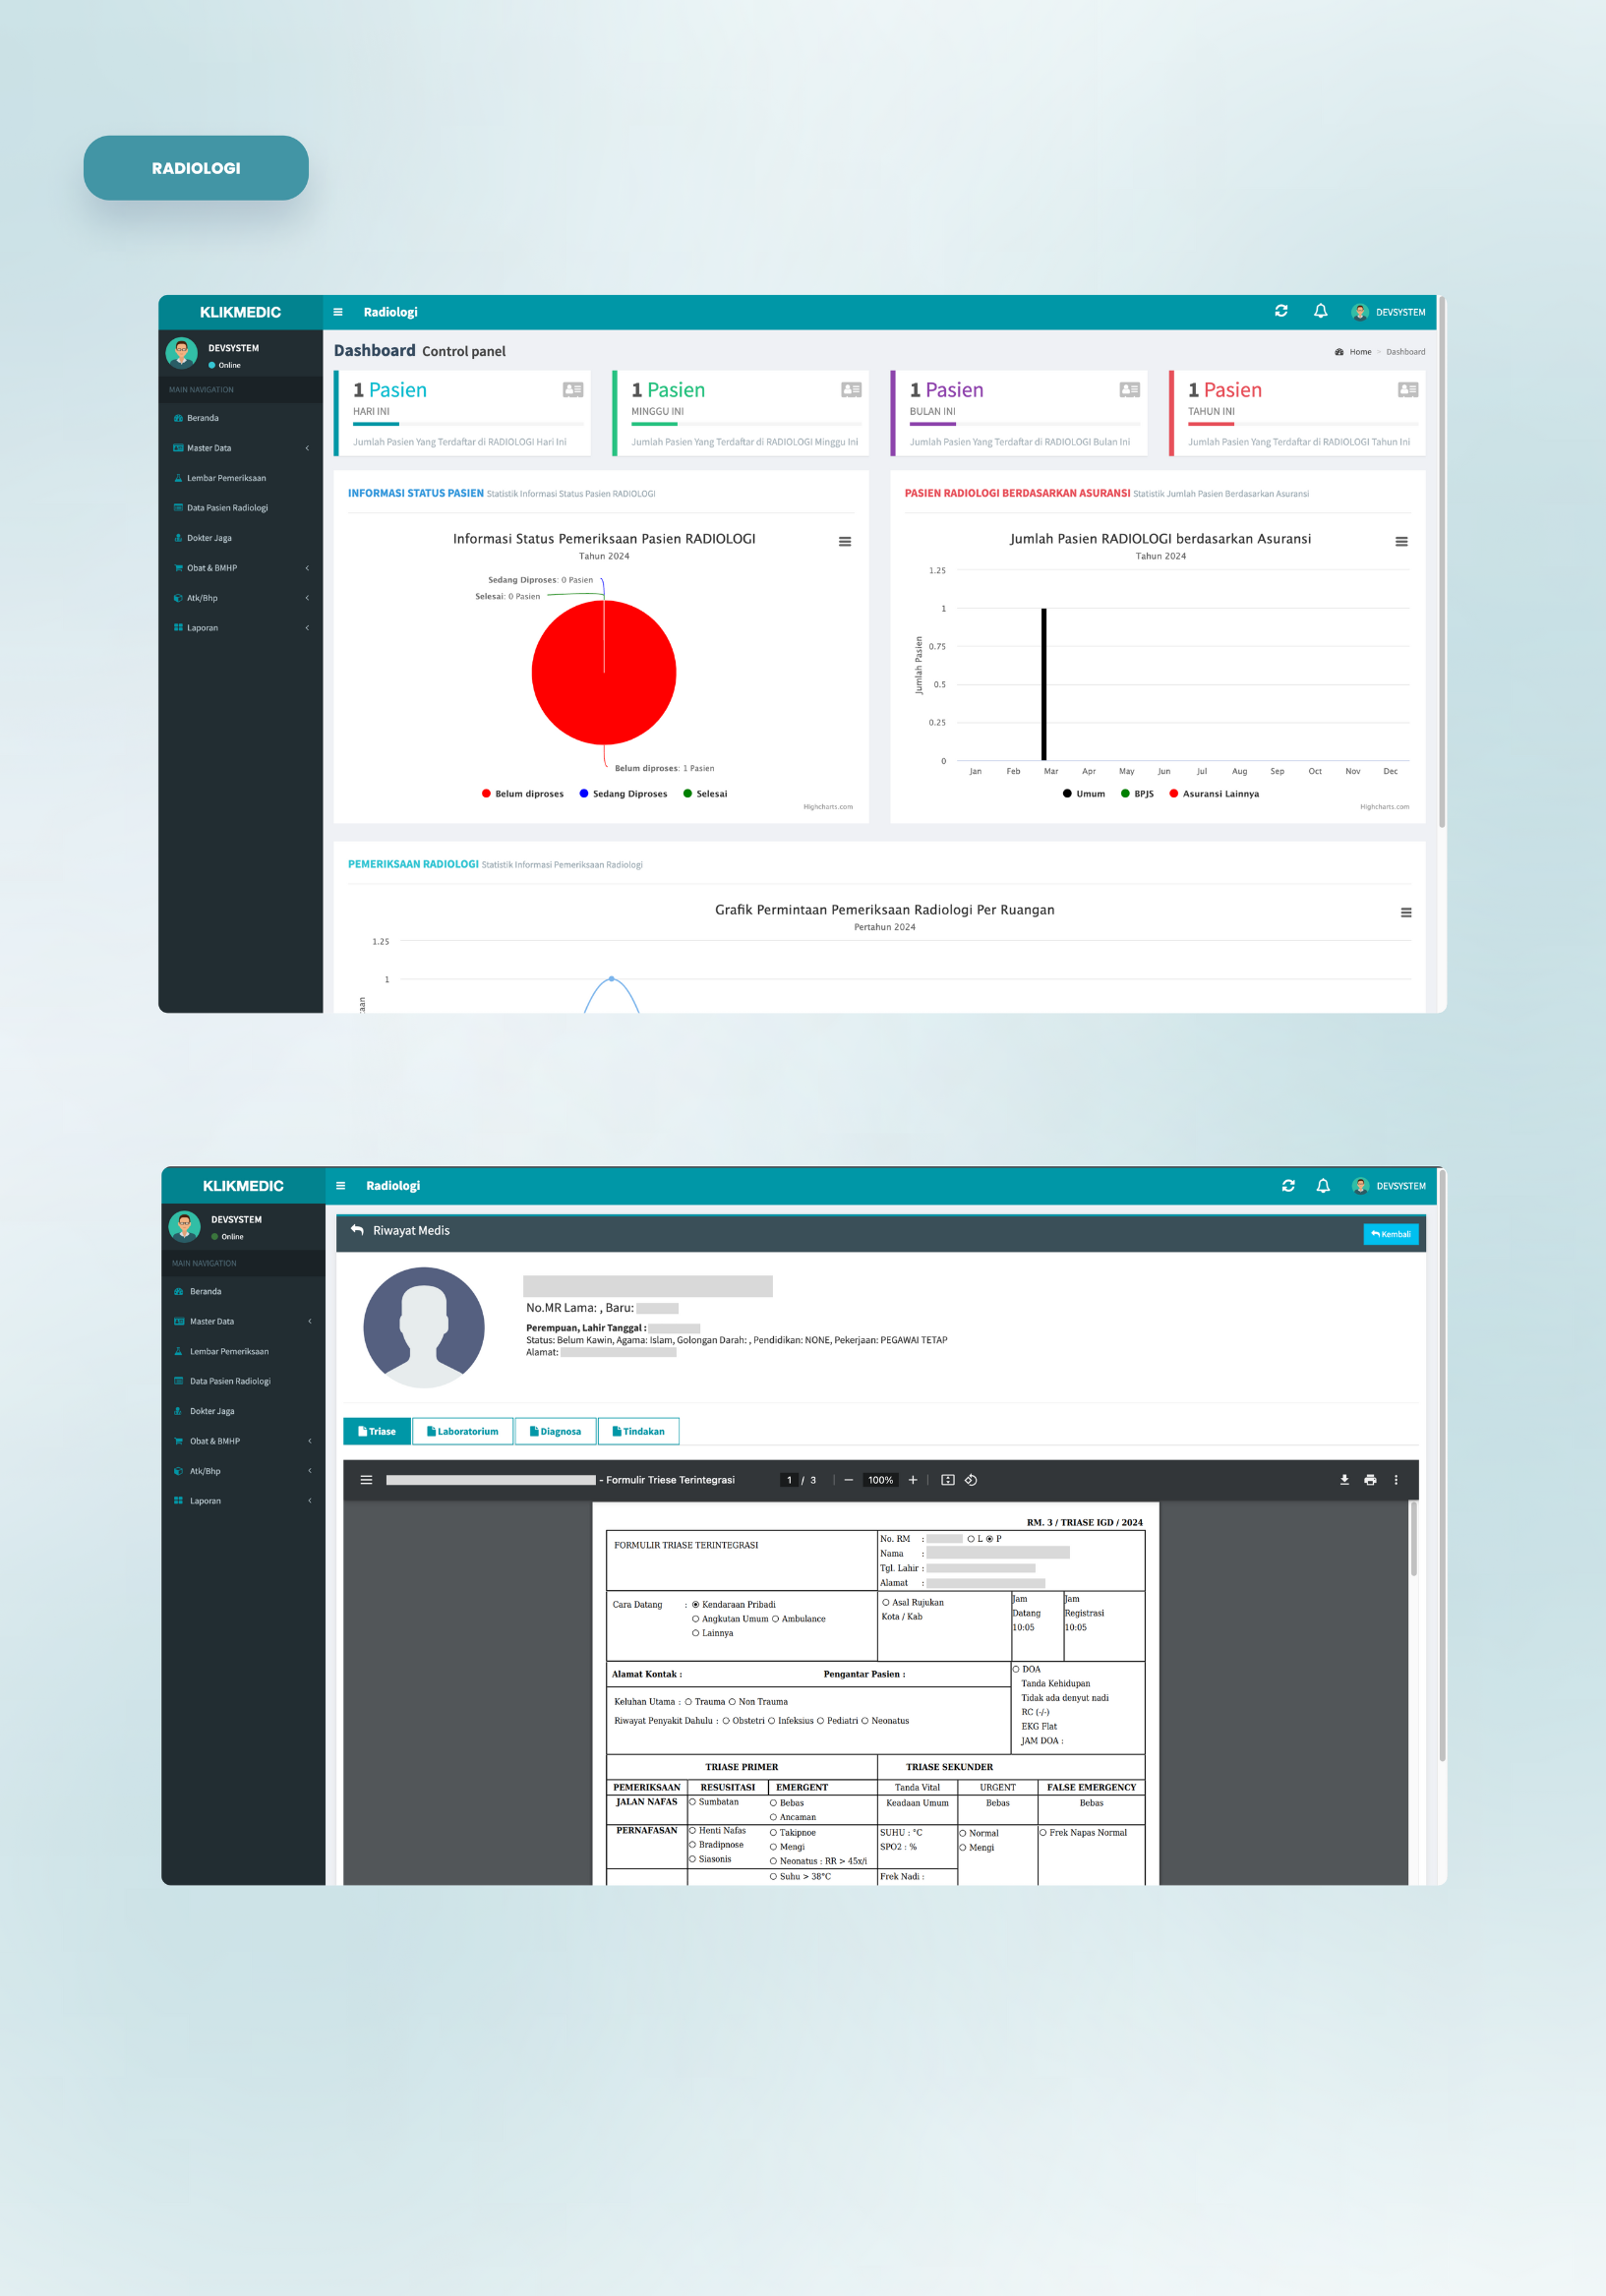 RADIOLOGI
KLIKMEDIC
Radiologi
DEVSYSTEM
DEVSYSTEM
Online
MAIN NAVIGATION
Beranda
Master Data
Lembar Pemeriksaan
Data Pasien Radiologi
Dokter Jaga
Obat & BMHP
Atk/Bhp
Laporan
Dashboard Control panel
Home > Dashboard
1 Pasien
HARI INI
Jumlah Pasien Yang Terdaftar di RADIOLOGI Hari Ini
1 Pasien
MINGGU INI
Jumlah Pasien Yang Terdaftar di RADIOLOGI Minggu Ini
1 Pasien
BULAN INI
Jumlah Pasien Yang Terdaftar di RADIOLOGI Bulan Ini
1 Pasien
TAHUN INI
Jumlah Pasien Yang Terdaftar di RADIOLOGI Tahun Ini
INFORMASI STATUS PASIEN Statistik Informasi Status Pasien RADIOLOGI
Informasi Status Pemeriksaan Pasien RADIOLOGI
Tahun 2024
Sedang Diproses: 0 Pasien
Selesai: 0 Pasien
Belum diproses: 1 Pasien
Belum diproses Sedang Diproses Selesai
Highcharts.com
PASIEN RADIOLOGI BERDASARKAN ASURANSI Statistik Jumlah Pasien Berdasarkan Asuransi
Jumlah Pasien RADIOLOGI berdasarkan Asuransi
Tahun 2024
Jumlah Pasien
1.25
1
0.75
0.5
0.25
0
Jan Feb Mar Apr May Jun Jul Aug Sep Oct Nov Dec
Umum BPJS Asuransi Lainnya
Highcharts.com
PEMERIKSAAN RADIOLOGI Statistik Informasi Pemeriksaan Radiologi
Grafik Permintaan Pemeriksaan Radiologi Per Ruangan
Pertahun 2024
1.25
1
KLIKMEDIC
Radiologi
DEVSYSTEM
DEVSYSTEM
Online
MAIN NAVIGATION
Beranda
Master Data
Lembar Pemeriksaan
Data Pasien Radiologi
Dokter Jaga
Obat & BMHP
Atk/Bhp
Laporan
Riwayat Medis
Kembali
No.MR Lama: , Baru:
Perempuan, Lahir Tanggal :
Status: Belum Kawin, Agama: Islam, Golongan Darah: , Pendidikan: NONE, Pekerjaan: PEGAWAI TETAP
Alamat:
Triase Laboratorium Diagnosa Tindakan
- Formulir Triese Terintegrasi 1 / 3 100%
RM. 3 / TRIASE IGD / 2024
FORMULIR TRIASE TERINTEGRASI
No. RM : L P
Nama :
Tgl. Lahir :
Alamat :
Cara Datang : Kendaraan Pribadi
Angkutan Umum Ambulance
Lainnya
Asal Rujukan
Kota / Kab
Jam
Datang
10:05
Jam
Registrasi
10:05
Alamat Kontak : Pengantar Pasien :
Keluhan Utama : Trauma Non Trauma
Riwayat Penyakit Dahulu : Obstetri Infeksius Pediatri Neonatus
DOA
Tanda Kehidupan
Tidak ada denyut nadi
RC (-/-)
EKG Flat
JAM DOA :
TRIASE PRIMER TRIASE SEKUNDER
PEMERIKSAAN RESUSITASI EMERGENT Tanda Vital URGENT FALSE EMERGENCY
JALAN NAFAS Sumbatan Bebas Keadaan Umum Bebas Bebas
Ancaman
PERNAFASAN Henti Nafas Takipnoe SUHU : °C Normal Frek Napas Normal
Bradipnose Mengi SPO2 : % Mengi
Siasonis Neonatus : RR > 45x/i
Suhu > 38°C Frek Nadi :